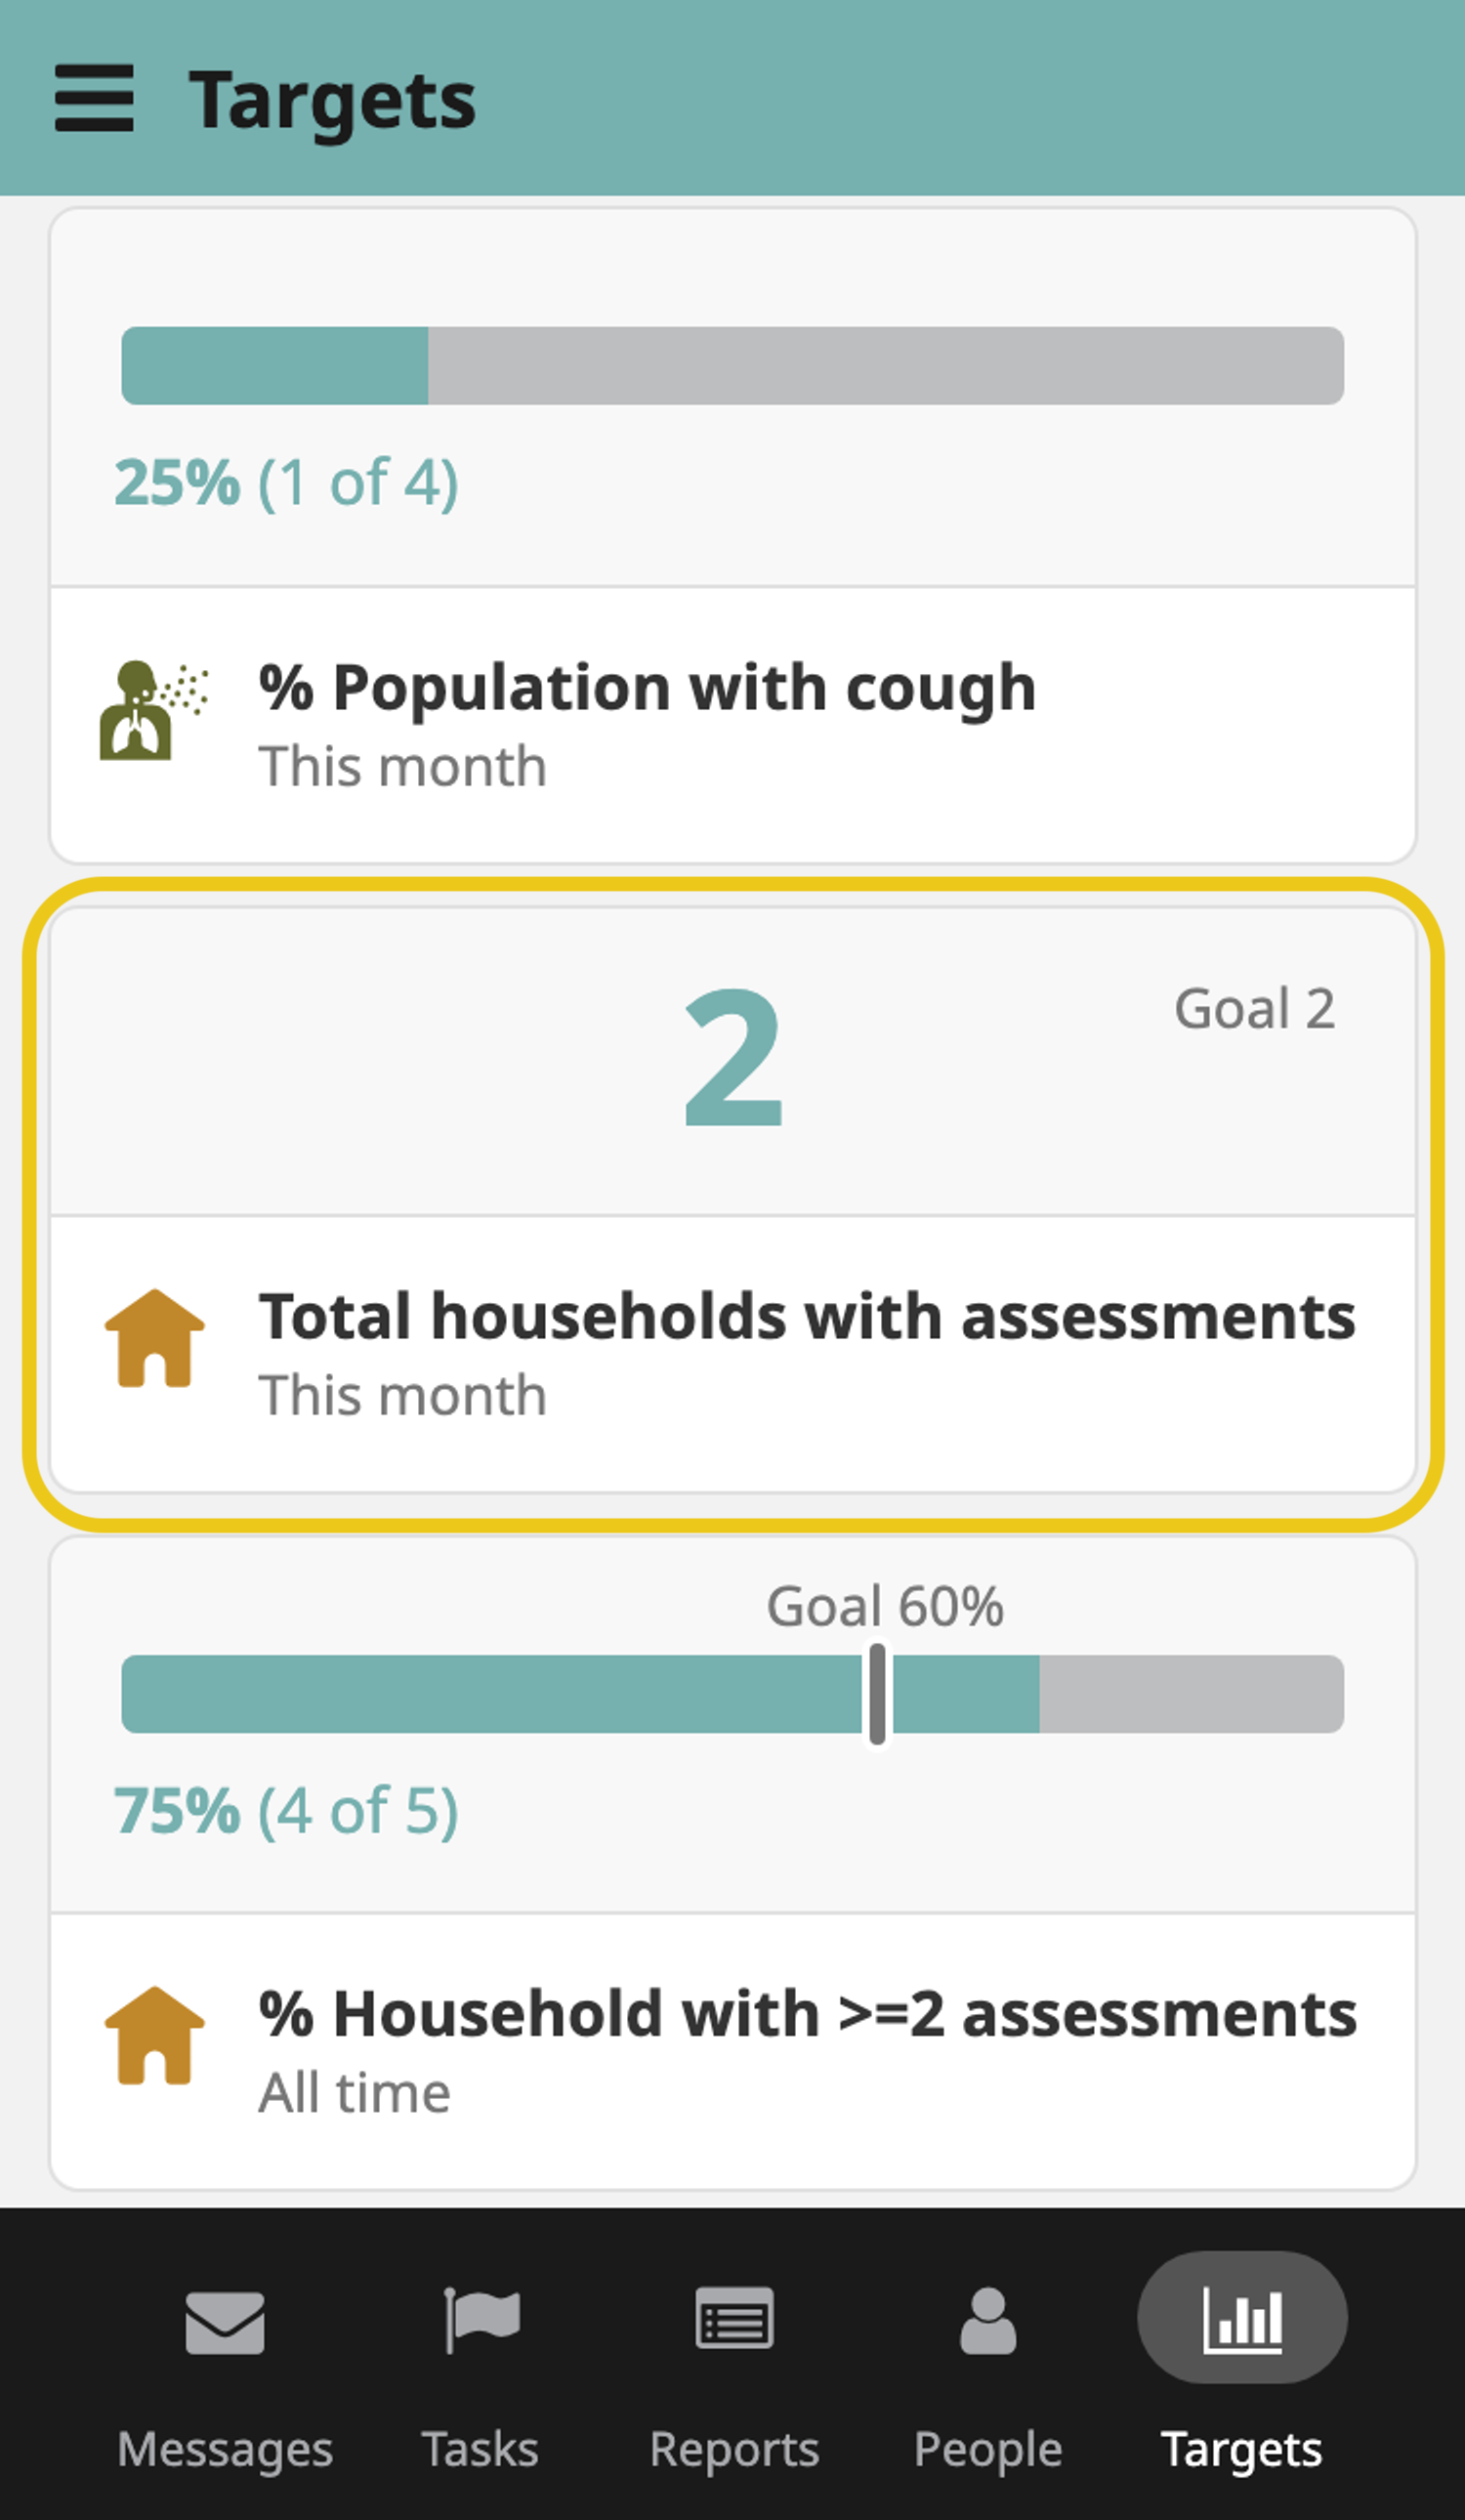 Targets
25% (1 of 4)
% Population with cough
This month
2
Goal 2
Total households with assessments
This month
Goal 60%
75% (4 of 5)
% Household with >=2 assessments
All time
Messages Tasks Reports People Targets